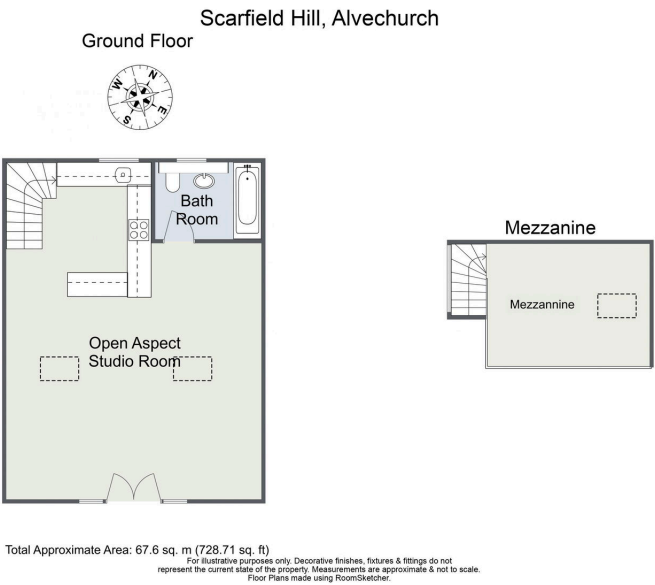 Scarfield Hill, Alvechurch
Ground Floor
N
W
E
S
Bath
Room
Mezzanine
Mezzannine
Open Aspect
Studio Room
Total Approximate Area: 67.6 sq. m (728.71 sq. ft)
For illustrative purposes only. Decorative finishes, fixtures & fittings do not
represent the current state of the property. Measurements are approximate & not to scale.
Floor Plans made using RoomSketcher.